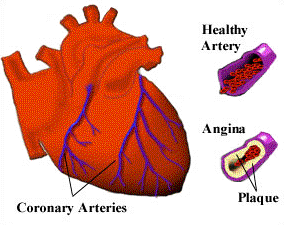 Healthy
Artery
Angina
Plaque
Coronary Arteries